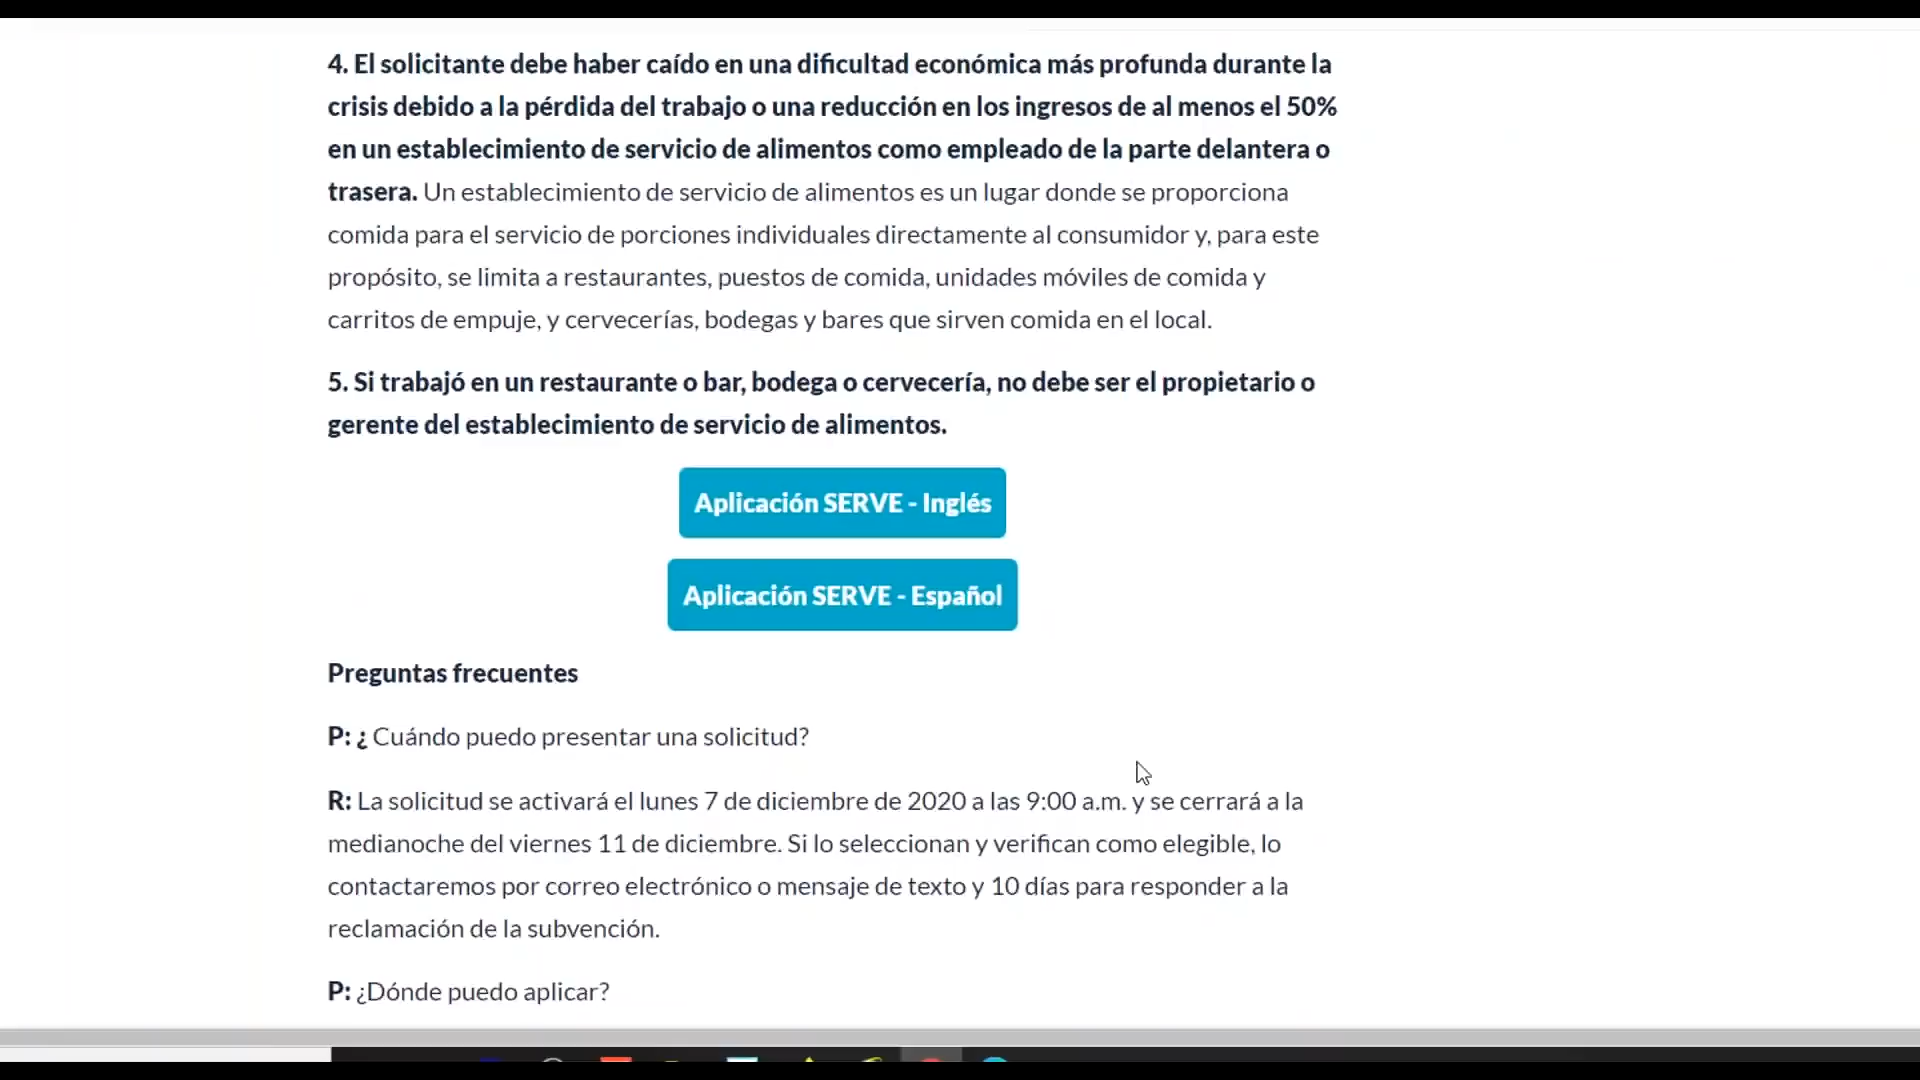 4. El solicitante debe haber caído en una dificultad económica más profunda durante la
crisis debido a la pérdida del trabajo o una reducción en los ingresos de al menos el 50%
en un establecimiento de servicio de alimentos como empleado de la parte delantera o
trasera. Un establecimiento de servicio de alimentos es un lugar donde se proporciona
comida para el servicio de porciones individuales directamente al consumidor y, para este
propósito, se limita a restaurantes, puestos de comida, unidades móviles de comida y
carritos de empuje, y cervecerías, bodegas y bares que sirven comida en el local.
5. Si trabajó en un restaurante o bar, bodega o cervecería, no debe ser el propietario o
gerente del establecimiento de servicio de alimentos.
Aplicación SERVE - Inglés
Aplicación SERVE - Español
Preguntas frecuentes
P: ¿ Cuándo puedo presentar una solicitud?
R: La solicitud se activará el lunes 7 de diciembre de 2020 a las 9:00 a.m. y se cerrará a la
medianoche del viernes 11 de diciembre. Si lo seleccionan y verifican como elegible, lo
contactaremos por correo electrónico o mensaje de texto y 10 días para responder a la
reclamación de la subvención.
P: ¿Dónde puedo aplicar?